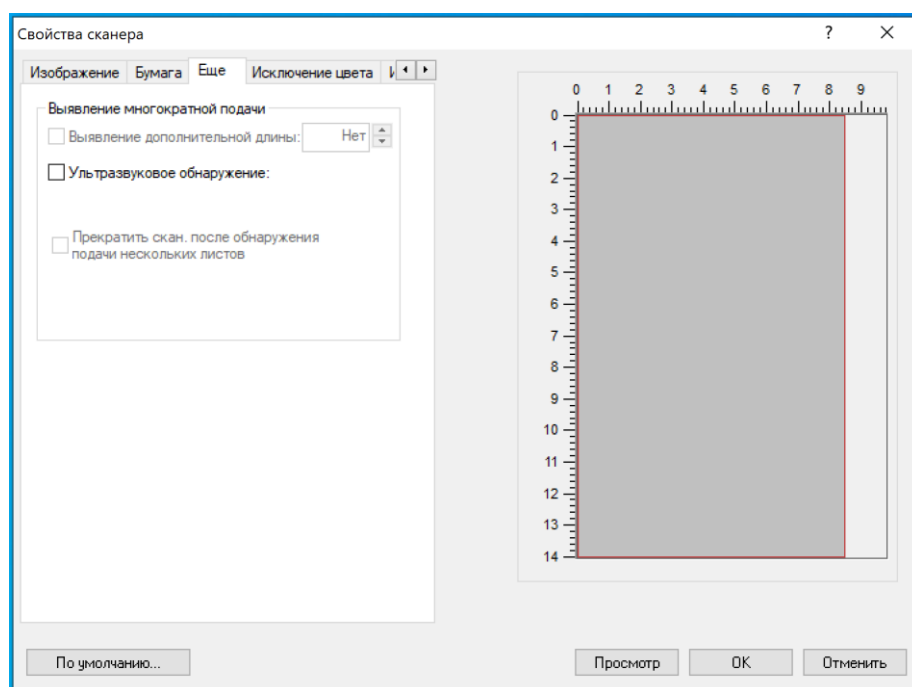 Свойства сканера ?
Изображение Бумага Еще Исключение цвета
Выявление многократной подачи
Выявление дополнительной длины: Нет
Ультразвуковое обнаружение:
Прекратить скан. после обнаружения
подачи нескольких листов
0 1 2 3 4 5 6 7 8 9
0
1
2
3
4
5
6
7
8
9
10
11
12
13
14
По умолчанию...
Просмотр
OK
Отменить